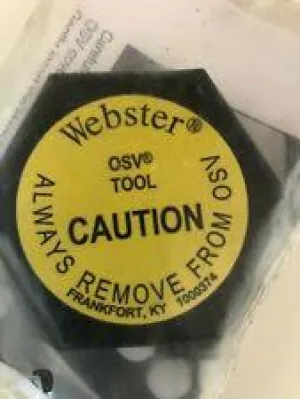 Webster®
OSV®
TOOL
CAUTION
ALWAYS REMOVE FROM OSV
FRANKFORT, KY 1000374